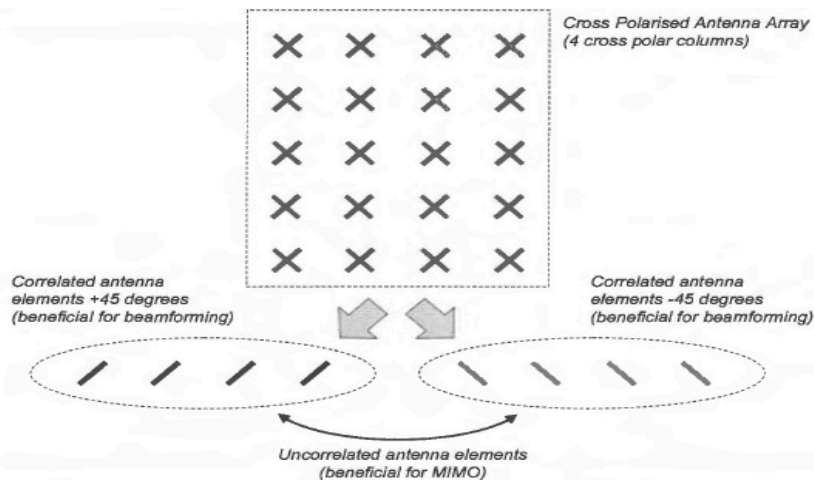 Cross Polarised Antenna Array
(4 cross polar columns)
Correlated antenna
elements +45 degrees
(beneficial for beamforming)
Correlated antenna
elements -45 degrees
(beneficial for beamforming)
Uncorrelated antenna elements
(beneficial for MIMO)